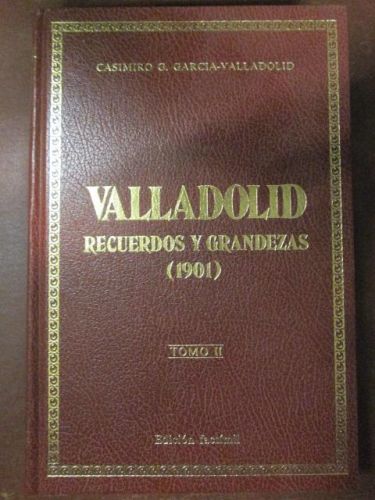 CASIMIRO G. GARCIA-VALLADOLID
VALLADOLID
RECUERDOS Y GRANDEZAS
(1901)
TOMO II
Edición facsímil